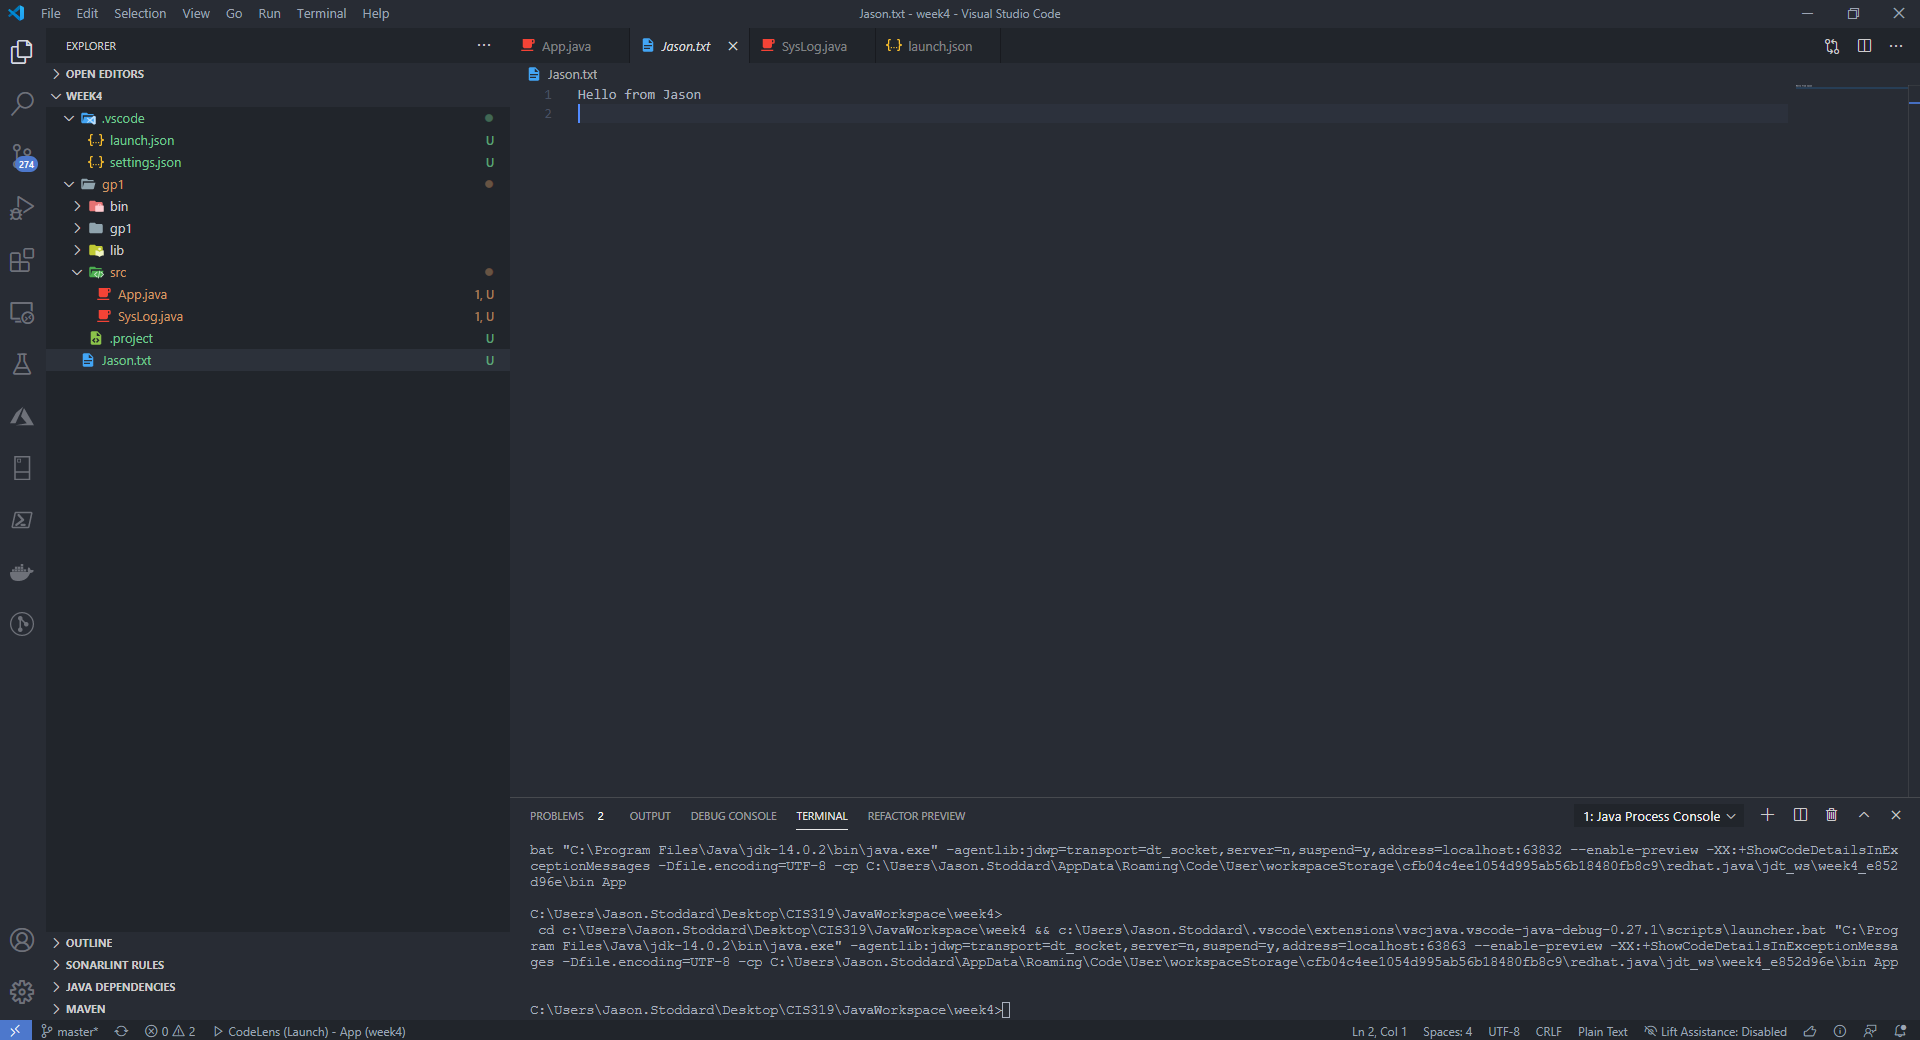 File Edit Selection View Go Run Terminal Help
Jason.txt - week4 - Visual Studio Code
EXPLORER
OPEN EDITORS
WEEK4
.vscode
launch.json U
settings.json U
gp1
bin
gp1
lib
src
App.java 1, U
SysLog.java 1, U
.project U
Jason.txt U
274
OUTLINE
SONARLINT RULES
JAVA DEPENDENCIES
MAVEN
App.java Jason.txt SysLog.java launch.json
Jason.txt
1 Hello from Jason
2
PROBLEMS 2 OUTPUT DEBUG CONSOLE TERMINAL REFACTOR PREVIEW 1: Java Process Console
bat "C:\Program Files\Java\jdk-14.0.2\bin\java.exe" -agentlib:jdwp=transport=dt_socket,server=n,suspend=y,address=localhost:63832 --enable-preview -XX:+ShowCodeDetailsInEx
ceptionMessages -Dfile.encoding=UTF-8 -cp C:\Users\Jason.Stoddard\AppData\Roaming\Code\User\workspaceStorage\cfb04c4ee1054d995ab56b18480fb8c9\redhat.java\jdt_ws\week4_e852
d96e\bin App
C:\Users\Jason.Stoddard\Desktop\CIS319\JavaWorkspace\week4>
cd c:\Users\Jason.Stoddard\Desktop\CIS319\JavaWorkspace\week4 && c:\Users\Jason.Stoddard\.vscode\extensions\vscjava.vscode-java-debug-0.27.1\scripts\launcher.bat "C:\Prog
ram Files\Java\jdk-14.0.2\bin\java.exe" -agentlib:jdwp=transport=dt_socket,server=n,suspend=y,address=localhost:63863 --enable-preview -XX:+ShowCodeDetailsInExceptionMessa
ges -Dfile.encoding=UTF-8 -cp C:\Users\Jason.Stoddard\AppData\Roaming\Code\User\workspaceStorage\cfb04c4ee1054d995ab56b18480fb8c9\redhat.java\jdt_ws\week4_e852d96e\bin App
C:\Users\Jason.Stoddard\Desktop\CIS319\JavaWorkspace\week4>
master* 0 2 CodeLens (Launch) - App (week4) Ln 2, Col 1 Spaces: 4 UTF-8 CRLF Plain Text Lift Assistance: Disabled